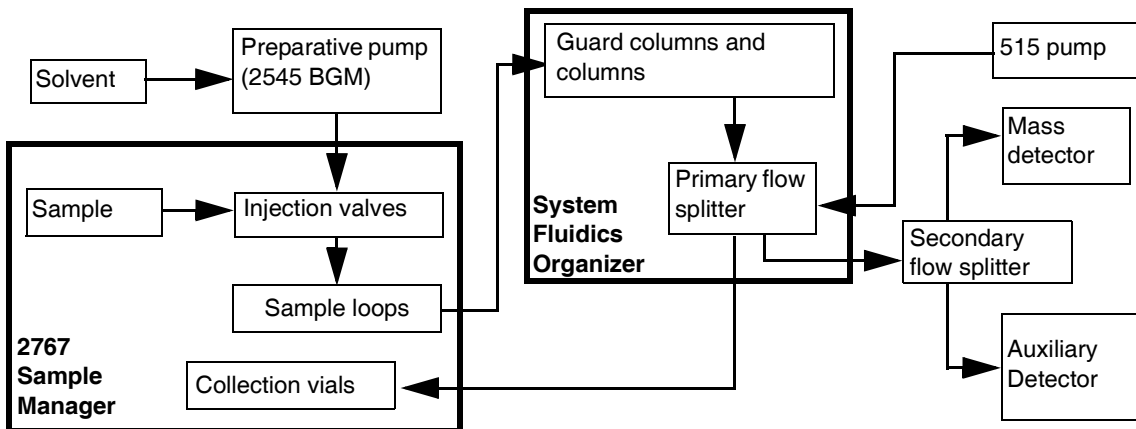 Solvent
Preparative pump
(2545 BGM)
Guard columns and
columns
515 pump
Mass
detector
Sample
Injection valves
Primary flow
splitter
System
Fluidics
Organizer
Secondary
flow splitter
Sample loops
2767
Sample
Manager
Collection vials
Auxiliary
Detector